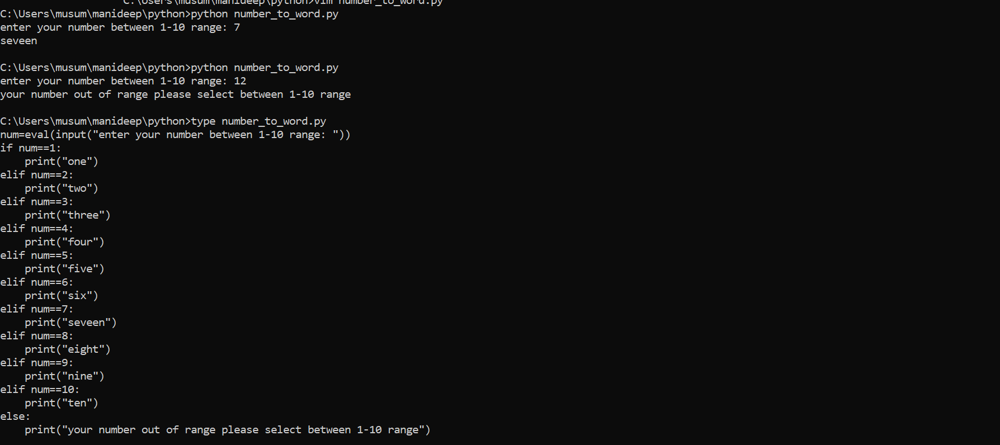 C:\Users\musum\manideep\python>vim number_to_word.py
C:\Users\musum\manideep\python>python number_to_word.py
enter your number between 1-10 range: 7
seveen
C:\Users\musum\manideep\python>python number_to_word.py
enter your number between 1-10 range: 12
your number out of range please select between 1-10 range
C:\Users\musum\manideep\python>type number_to_word.py
num=eval(input("enter your number between 1-10 range: "))
if num==1:
    print("one")
elif num==2:
    print("two")
elif num==3:
    print("three")
elif num==4:
    print("four")
elif num==5:
    print("five")
elif num==6:
    print("six")
elif num==7:
    print("seveen")
elif num==8:
    print("eight")
elif num==9:
    print("nine")
elif num==10:
    print("ten")
else:
    print("your number out of range please select between 1-10 range")